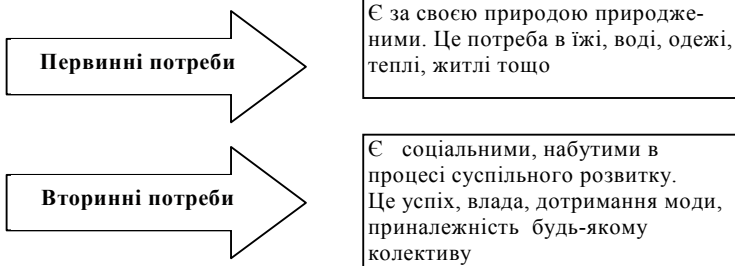 Первинні потреби
Є за своєю природою природже-
ними. Це потреба в їжі, воді, одежі,
теплі, житлі тощо
Вторинні потреби
Є соціальними, набутими в
процесі суспільного розвитку.
Це успіх, влада, дотримання моди,
приналежність будь-якому
колективу